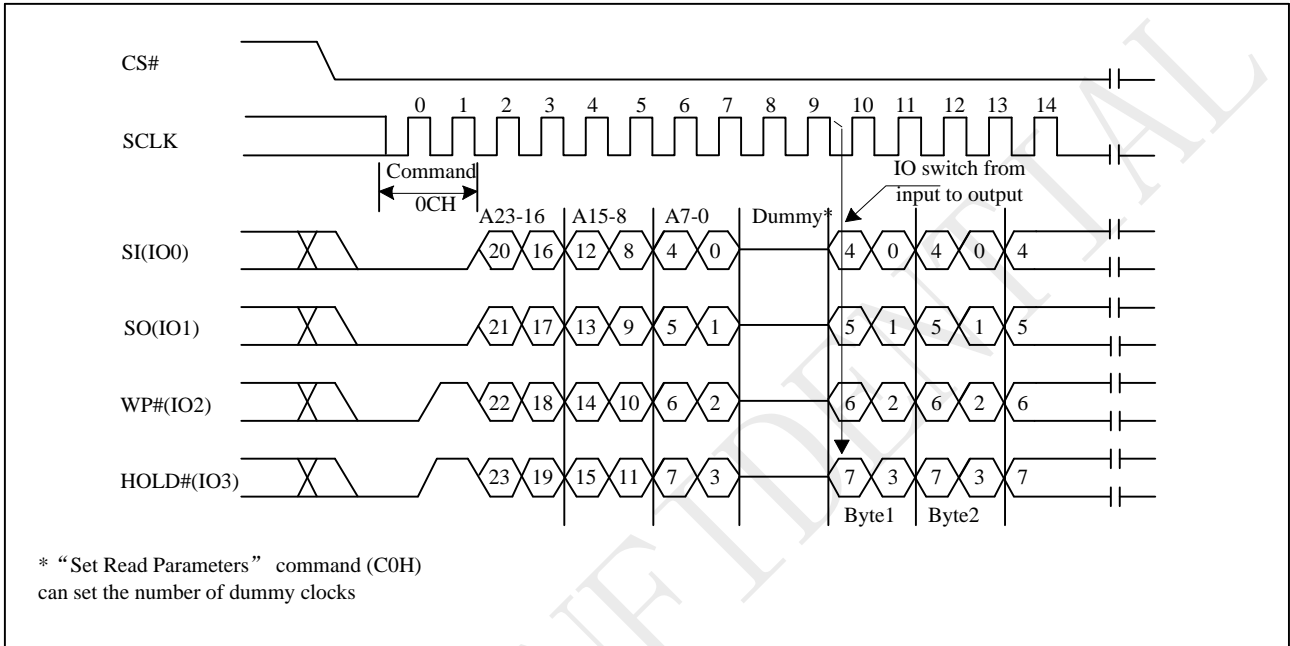 CS#
0 1 2 3 4 5 6 7 8 9 10 11 12 13 14
SCLK
Command
0CH
IO switch from
input to output
A23-16 A15-8 A7-0 Dummy*
SI(IO0) 20 16 12 8 4 0 4 0 4 0 4
SO(IO1) 21 17 13 9 5 1 5 1 5 1 5
WP#(IO2) 22 18 14 10 6 2 6 2 6 2 6
HOLD#(IO3) 23 19 15 11 7 3 7 3 7 3 7
Byte1 Byte2
* “Set Read Parameters” command (C0H)
can set the number of dummy clocks
NFIDENTIAL